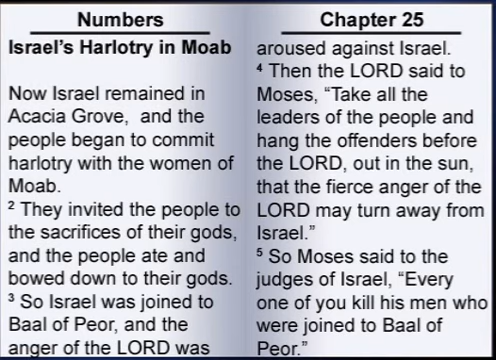 Numbers
Israel's Harlotry in Moab
Now Israel remained in
Acacia Grove, and the
people began to commit
harlotry with the women of
Moab.
² They invited the people to
the sacrifices of their gods,
and the people ate and
bowed down to their gods.
³ So Israel was joined to
Baal of Peor, and the
anger of the LORD was
Chapter 25
aroused against Israel.
⁴ Then the LORD said to
Moses, “Take all the
leaders of the people and
hang the offenders before
the LORD, out in the sun,
that the fierce anger of the
LORD may turn away from
Israel.”
⁵ So Moses said to the
judges of Israel, “Every
one of you kill his men who
were joined to Baal of
Peor.”